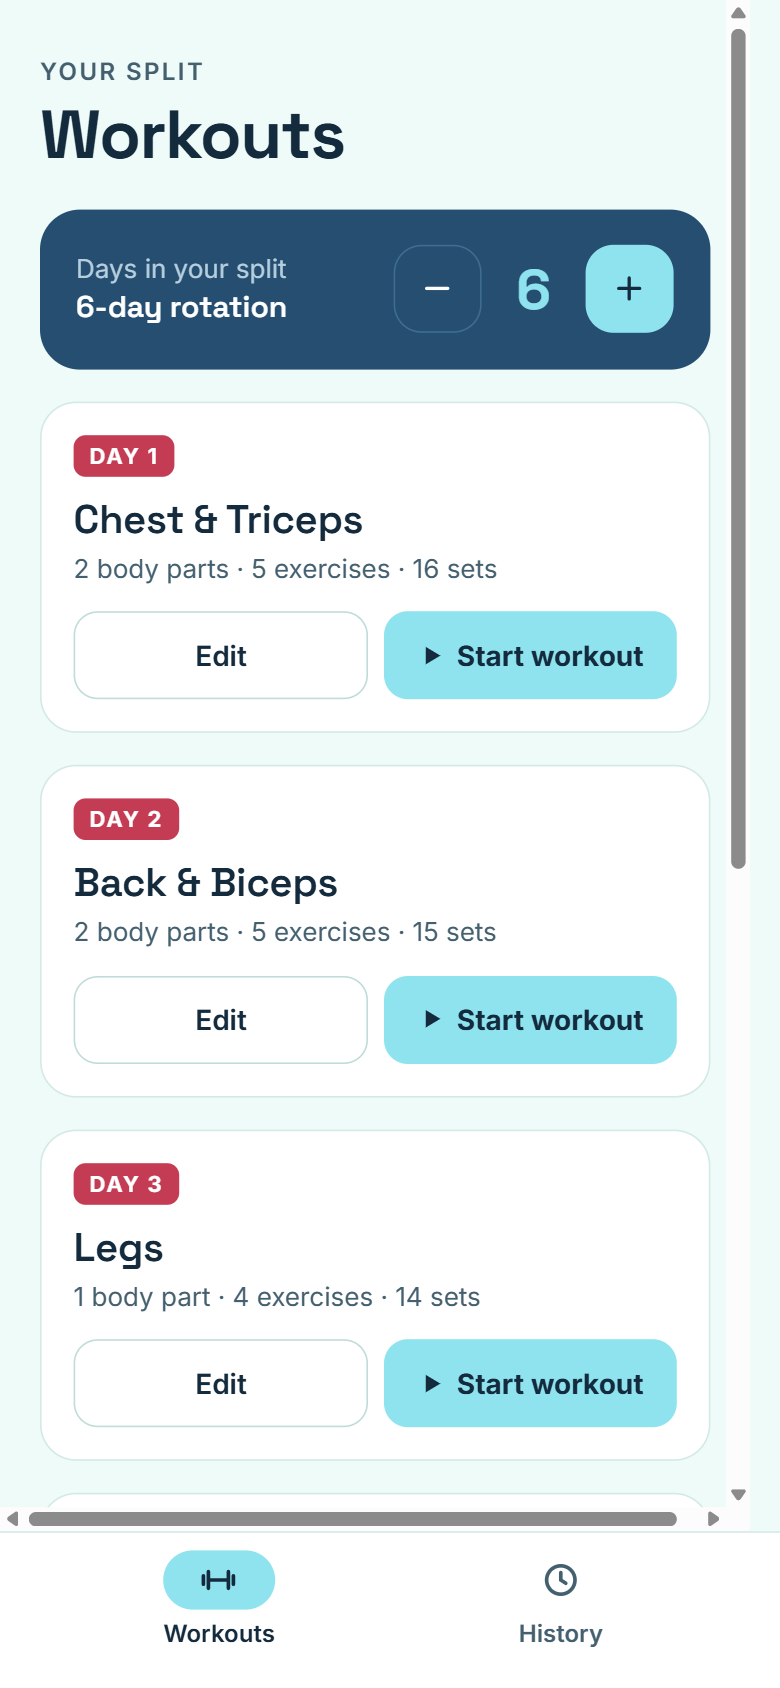 YOUR SPLIT
Workouts
Days in your split
6-day rotation
− 6 +
DAY 1
Chest & Triceps
2 body parts · 5 exercises · 16 sets
Edit
Start workout
DAY 2
Back & Biceps
2 body parts · 5 exercises · 15 sets
Edit
Start workout
DAY 3
Legs
1 body part · 4 exercises · 14 sets
Edit
Start workout
Workouts
History